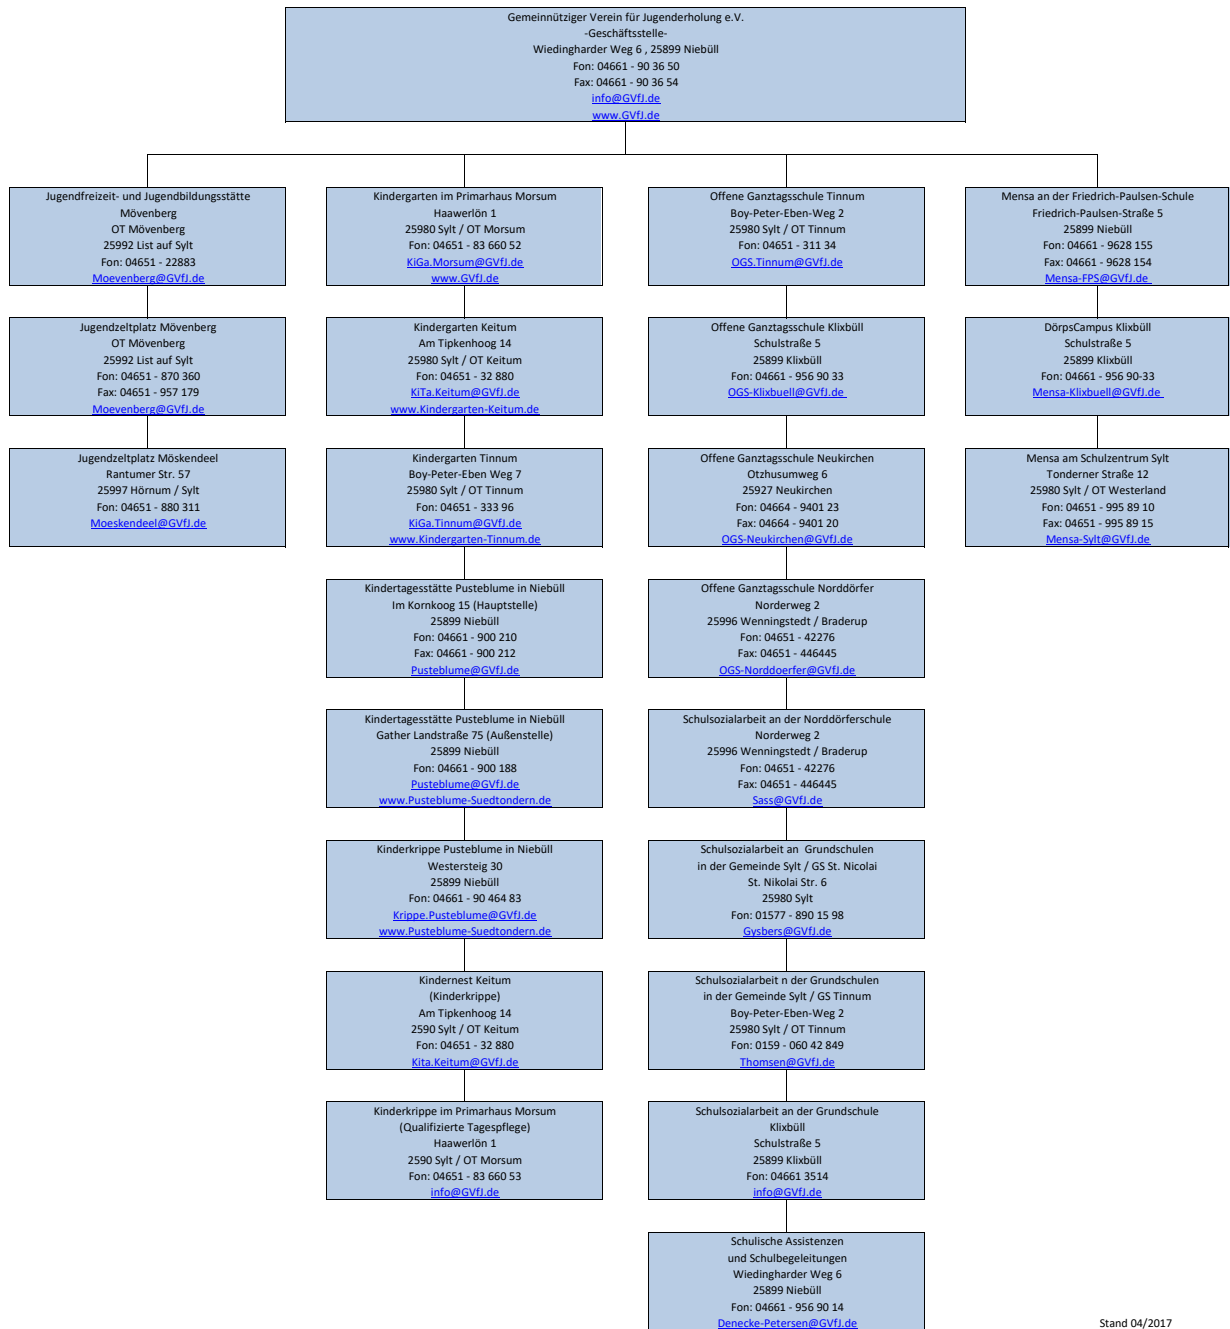 Gemeinnütziger Verein für Jugenderholung e.V.
-Geschäftsstelle-
Wiedingharder Weg 6 , 25899 Niebüll
Fon: 04661 - 90 36 50
Fax: 04661 - 90 36 54
info@GVfJ.de
www.GVfJ.de
Jugendfreizeit- und Jugendbildungsstätte
Mövenberg
OT Mövenberg
25992 List auf Sylt
Fon: 04651 - 22883
Moevenberg@GVfJ.de
Jugendzeltplatz Mövenberg
OT Mövenberg
25992 List auf Sylt
Fon: 04651 - 870 360
Fax: 04651 - 957 179
Moevenberg@GVfJ.de
Jugendzeltplatz Möskendeel
Rantumer Str. 57
25997 Hörnum / Sylt
Fon: 04651 - 880 311
Moeskendeel@GVfJ.de
Kindergarten im Primarhaus Morsum
Haawerlön 1
25980 Sylt / OT Morsum
Fon: 04651 - 83 660 52
KiGa.Morsum@GVfJ.de
www.GVfJ.de
Kindergarten Keitum
Am Tipkenhoog 14
25980 Sylt / OT Keitum
Fon: 04651 - 32 880
KiTa.Keitum@GVfJ.de
www.Kindergarten-Keitum.de
Kindergarten Tinnum
Boy-Peter-Eben Weg 7
25980 Sylt / OT Tinnum
Fon: 04651 - 333 96
KiGa.Tinnum@GVfJ.de
www.Kindergarten-Tinnum.de
Kindertagesstätte Pusteblume in Niebüll
Im Kornkoog 15 (Hauptstelle)
25899 Niebüll
Fon: 04661 - 900 210
Fax: 04661 - 900 212
Pusteblume@GVfJ.de
Kindertagesstätte Pusteblume in Niebüll
Gather Landstraße 75 (Außenstelle)
25899 Niebüll
Fon: 04661 - 900 188
Pusteblume@GVfJ.de
www.Pusteblume-Suedtondern.de
Kinderkrippe Pusteblume in Niebüll
Westersteig 30
25899 Niebüll
Fon: 04661 - 90 464 83
Krippe.Pusteblume@GVfJ.de
www.Pusteblume-Suedtondern.de
Kindernest Keitum
(Kinderkrippe)
Am Tipkenhoog 14
2590 Sylt / OT Keitum
Fon: 04651 - 32 880
Kita.Keitum@GVfJ.de
Kinderkrippe im Primarhaus Morsum
(Qualifizierte Tagespflege)
Haawerlön 1
2590 Sylt / OT Morsum
Fon: 04651 - 83 660 53
info@GVfJ.de
Offene Ganztagsschule Tinnum
Boy-Peter-Eben-Weg 2
25980 Sylt / OT Tinnum
Fon: 04651 - 311 34
OGS.Tinnum@GVfJ.de
Offene Ganztagsschule Klixbüll
Schulstraße 5
25899 Klixbüll
Fon: 04661 - 956 90 33
OGS-Klixbuell@GVfJ.de
Offene Ganztagsschule Neukirchen
Otzhusumweg 6
25927 Neukirchen
Fon: 04664 - 9401 23
Fax: 04664 - 9401 20
OGS-Neukirchen@GVfJ.de
Offene Ganztagsschule Norddörfer
Norderweg 2
25996 Wenningstedt / Braderup
Fon: 04651 - 42276
Fax: 04651 - 446445
OGS-Norddoerfer@GVfJ.de
Schulsozialarbeit an der Norddörferschule
Norderweg 2
25996 Wenningstedt / Braderup
Fon: 04651 - 42276
Fax: 04651 - 446445
Sass@GVfJ.de
Schulsozialarbeit an Grundschulen
in der Gemeinde Sylt / GS St. Nicolai
St. Nikolai Str. 6
25980 Sylt
Fon: 01577 - 890 15 98
Gysbers@GVfJ.de
Schulsozialarbeit n der Grundschulen
in der Gemeinde Sylt / GS Tinnum
Boy-Peter-Eben-Weg 2
25980 Sylt / OT Tinnum
Fon: 0159 - 060 42 849
Thomsen@GVfJ.de
Schulsozialarbeit an der Grundschule
Klixbüll
Schulstraße 5
25899 Klixbüll
Fon: 04661 3514
info@GVfJ.de
Schulische Assistenzen
und Schulbegeleitungen
Wiedingharder Weg 6
25899 Niebüll
Fon: 04661 - 956 90 14
Denecke-Petersen@GVfJ.de
Mensa an der Friedrich-Paulsen-Schule
Friedrich-Paulsen-Straße 5
25899 Niebüll
Fon: 04661 - 9628 155
Fax: 04661 - 9628 154
Mensa-FPS@GVfJ.de
DörpsCampus Klixbüll
Schulstraße 5
25899 Klixbüll
Fon: 04661 - 956 90-33
Mensa-Klixbuell@GVfJ.de
Mensa am Schulzentrum Sylt
Tonderner Straße 12
25980 Sylt / OT Westerland
Fon: 04651 - 995 89 10
Fax: 04651 - 995 89 15
Mensa-Sylt@GVfJ.de
Stand 04/2017